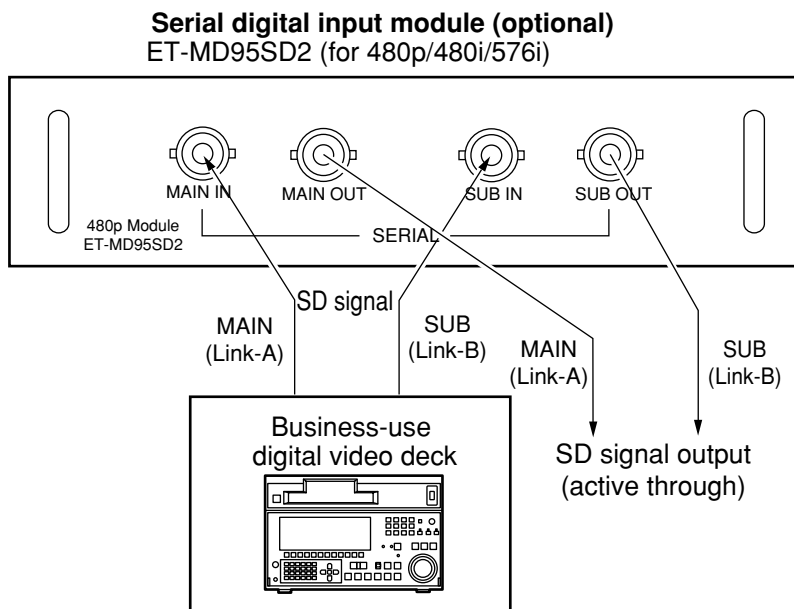 Serial digital input module (optional)
ET-MD95SD2 (for 480p/480i/576i)
MAIN IN
MAIN OUT
SUB IN
SUB OUT
480p Module
ET-MD95SD2
SERIAL
SD signal
MAIN
(Link-A)
SUB
(Link-B)
MAIN
(Link-A)
SUB
(Link-B)
Business-use
digital video deck
SD signal output
(active through)